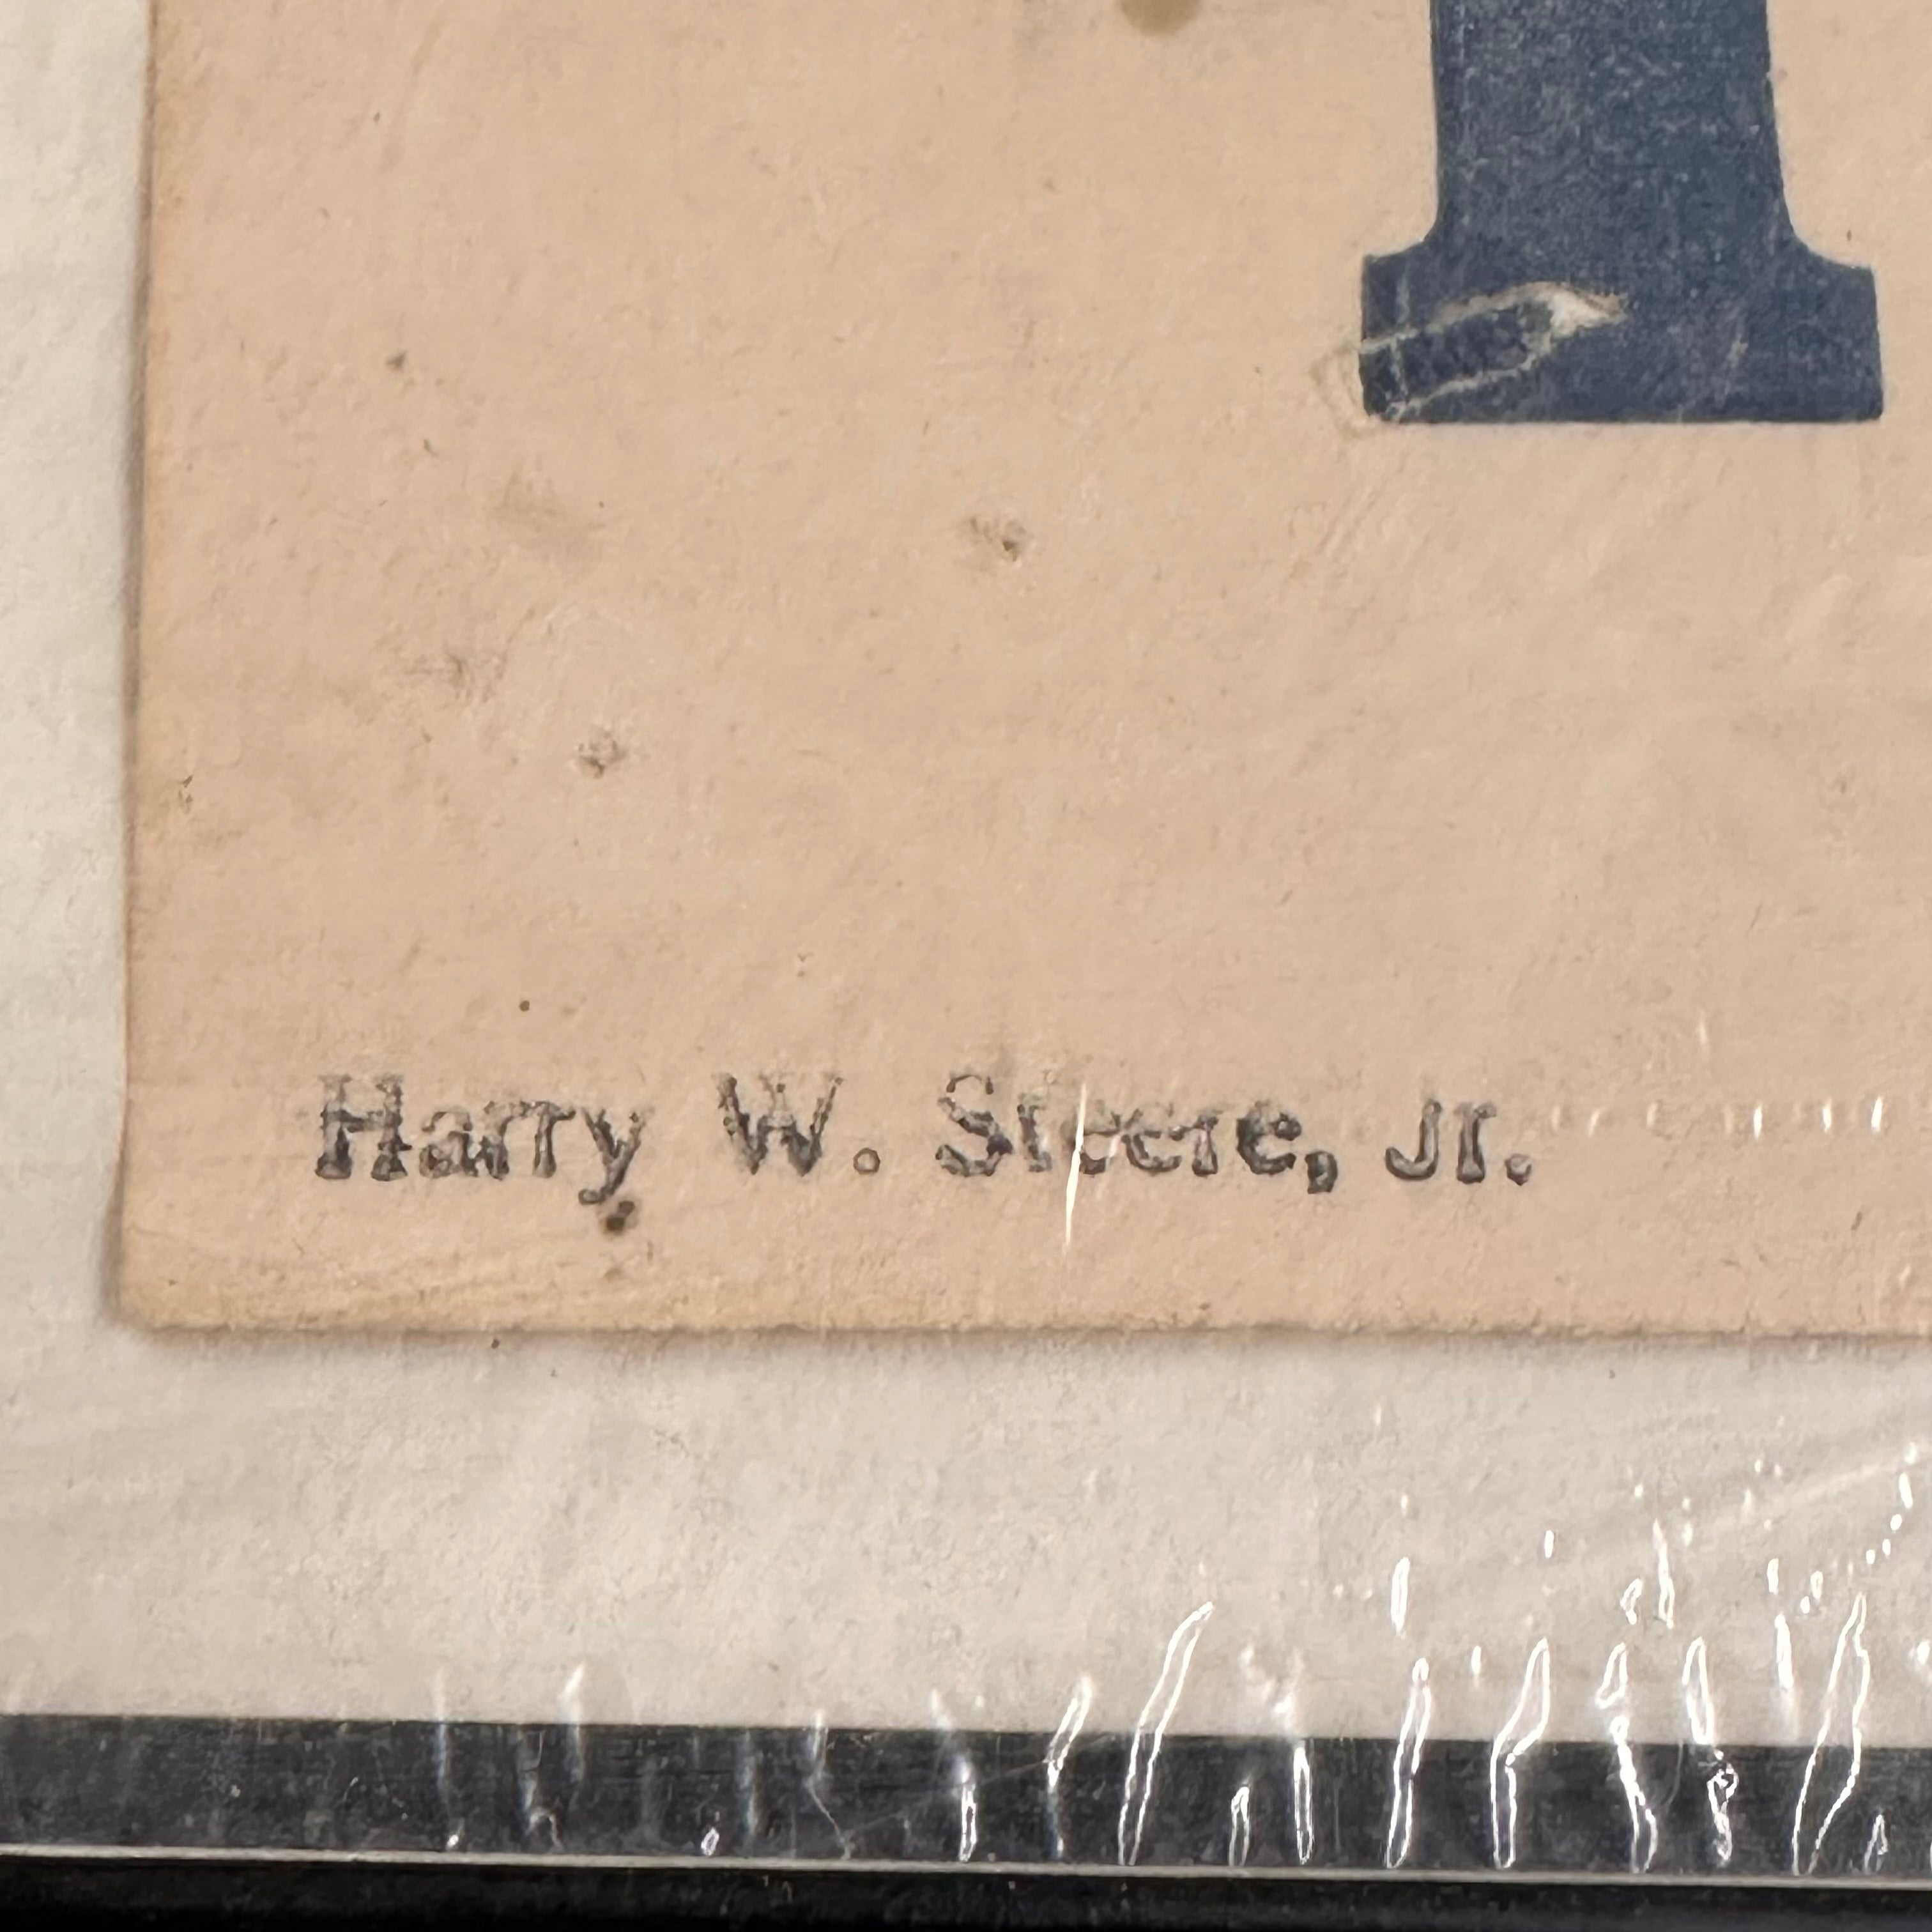 Harry W. Steere, Jr.